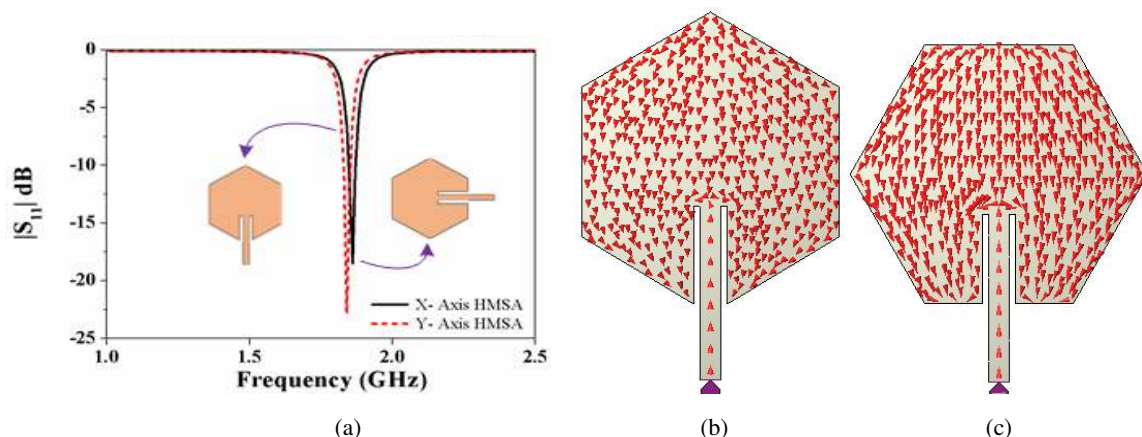 0
-5
-10
-15
-20
-25
|S11| dB
X- Axis HMSA
Y- Axis HMSA
1.0 1.5 2.0 2.5
Frequency (GHz)
(a) (b) (c)